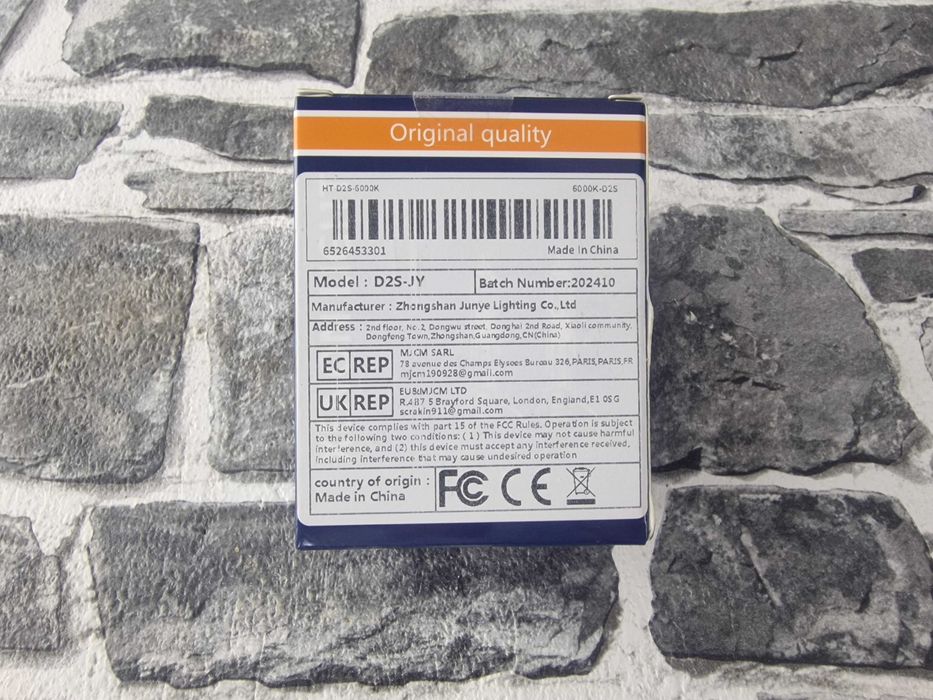 Original quality
HT D2S-6000K 6000K-D2S
6526453301 Made In China
Model : D2S-JY Batch Number:202410
Manufacturer : Zhongshan Junye Lighting Co.,Ltd
Address : 2nd floor, No.2, Dongwu street, Donghai 2nd Road, Xiaoli community,
Dongfeng Town,Zhongshan,Guangdong,CN(China)
EC REP
MJCM SARL
78 avenue des Champs Elysees Bureau 326,PARIS,PARIS,FR
mjcm190928@gmail.com
UK REP
EU&MJCM LTD
R.4B7 5 Brayford Square, London, England,E1 0SG
scrakin911@gmail.com
This device complies with part 15 of the FCC Rules. Operation is subject
to the following two conditions: ( 1 ) This device may not cause harmful
interference, and (2) this device must accept any interference received,
including interference that may cause undesired operation
country of origin :
Made in China
FC CE